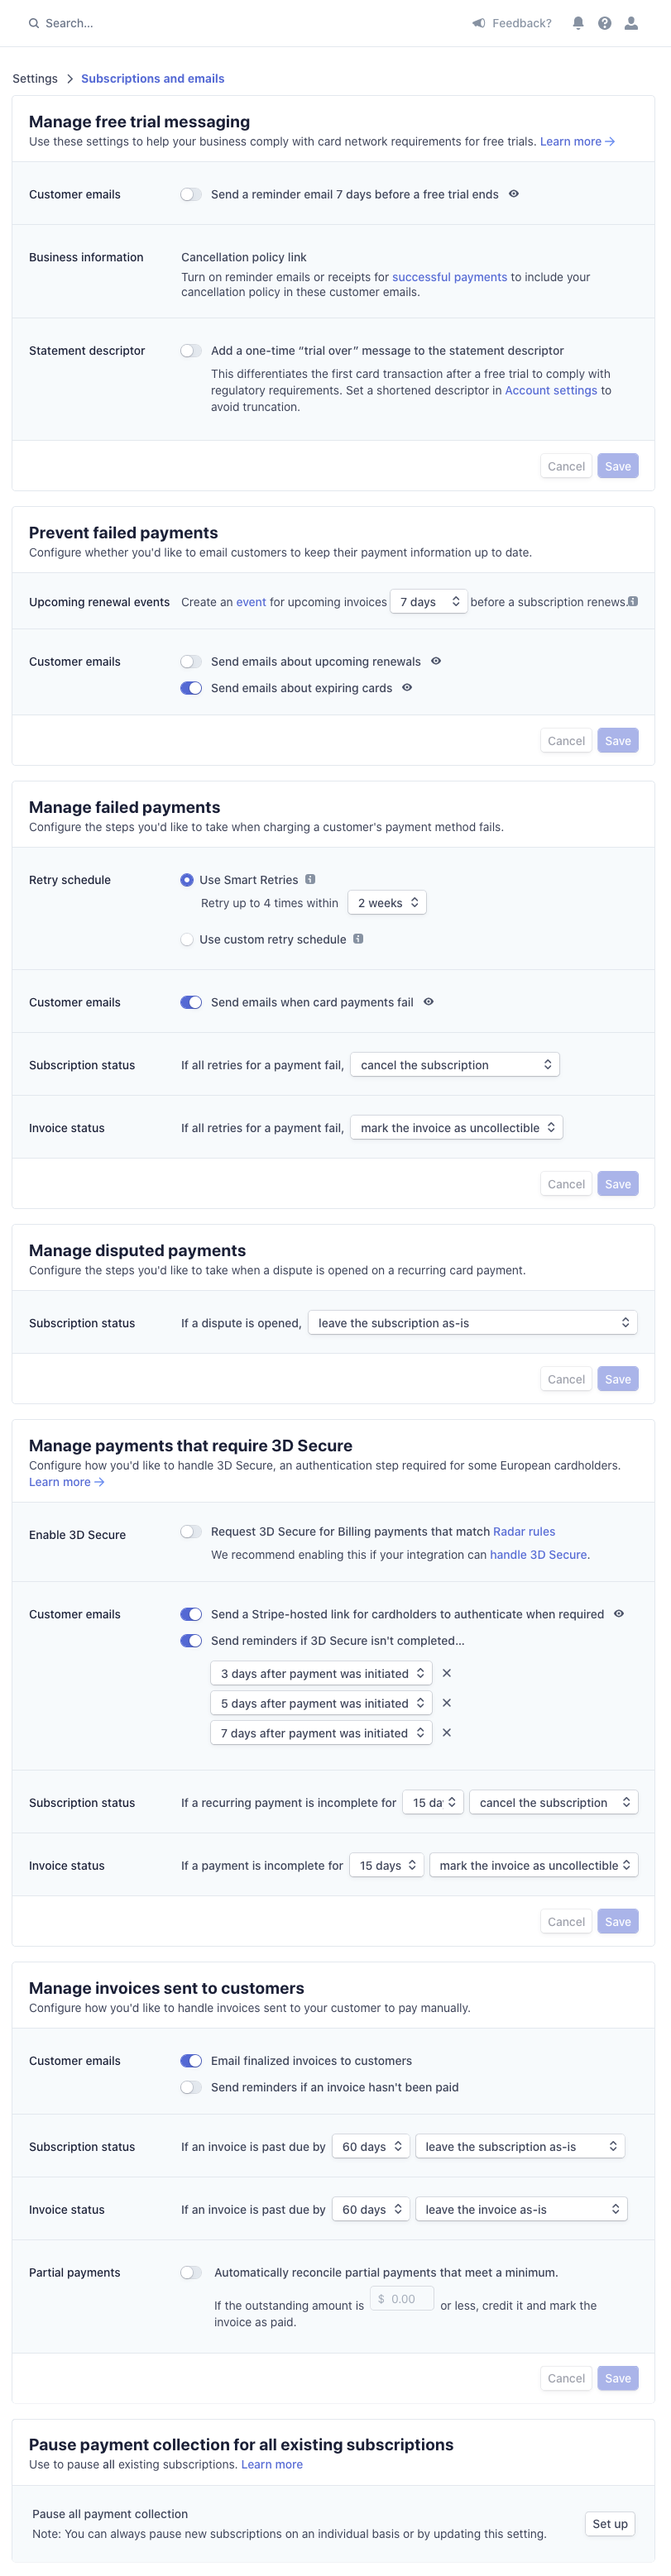 Search...
Feedback?
Settings > Subscriptions and emails
Manage free trial messaging
Use these settings to help your business comply with card network requirements for free trials. Learn more →
Customer emails
Send a reminder email 7 days before a free trial ends
Business information
Cancellation policy link
Turn on reminder emails or receipts for successful payments to include your
cancellation policy in these customer emails.
Statement descriptor
Add a one-time “trial over” message to the statement descriptor
This differentiates the first card transaction after a free trial to comply with
regulatory requirements. Set a shortened descriptor in Account settings to
avoid truncation.
Cancel
Save
Prevent failed payments
Configure whether you'd like to email customers to keep their payment information up to date.
Upcoming renewal events
Create an event for upcoming invoices 7 days before a subscription renews.
Customer emails
Send emails about upcoming renewals
Send emails about expiring cards
Cancel
Save
Manage failed payments
Configure the steps you'd like to take when charging a customer's payment method fails.
Retry schedule
Use Smart Retries
Retry up to 4 times within 2 weeks
Use custom retry schedule
Customer emails
Send emails when card payments fail
Subscription status
If all retries for a payment fail, cancel the subscription
Invoice status
If all retries for a payment fail, mark the invoice as uncollectible
Cancel
Save
Manage disputed payments
Configure the steps you'd like to take when a dispute is opened on a recurring card payment.
Subscription status
If a dispute is opened, leave the subscription as-is
Cancel
Save
Manage payments that require 3D Secure
Configure how you'd like to handle 3D Secure, an authentication step required for some European cardholders.
Learn more →
Enable 3D Secure
Request 3D Secure for Billing payments that match Radar rules
We recommend enabling this if your integration can handle 3D Secure.
Customer emails
Send a Stripe-hosted link for cardholders to authenticate when required
Send reminders if 3D Secure isn't completed...
3 days after payment was initiated
5 days after payment was initiated
7 days after payment was initiated
Subscription status
If a recurring payment is incomplete for 15 da cancel the subscription
Invoice status
If a payment is incomplete for 15 days mark the invoice as uncollectible
Cancel
Save
Manage invoices sent to customers
Configure how you'd like to handle invoices sent to your customer to pay manually.
Customer emails
Email finalized invoices to customers
Send reminders if an invoice hasn't been paid
Subscription status
If an invoice is past due by 60 days leave the subscription as-is
Invoice status
If an invoice is past due by 60 days leave the invoice as-is
Partial payments
Automatically reconcile partial payments that meet a minimum.
If the outstanding amount is $ 0.00 or less, credit it and mark the
invoice as paid.
Cancel
Save
Pause payment collection for all existing subscriptions
Use to pause all existing subscriptions. Learn more
Pause all payment collection
Note: You can always pause new subscriptions on an individual basis or by updating this setting.
Set up